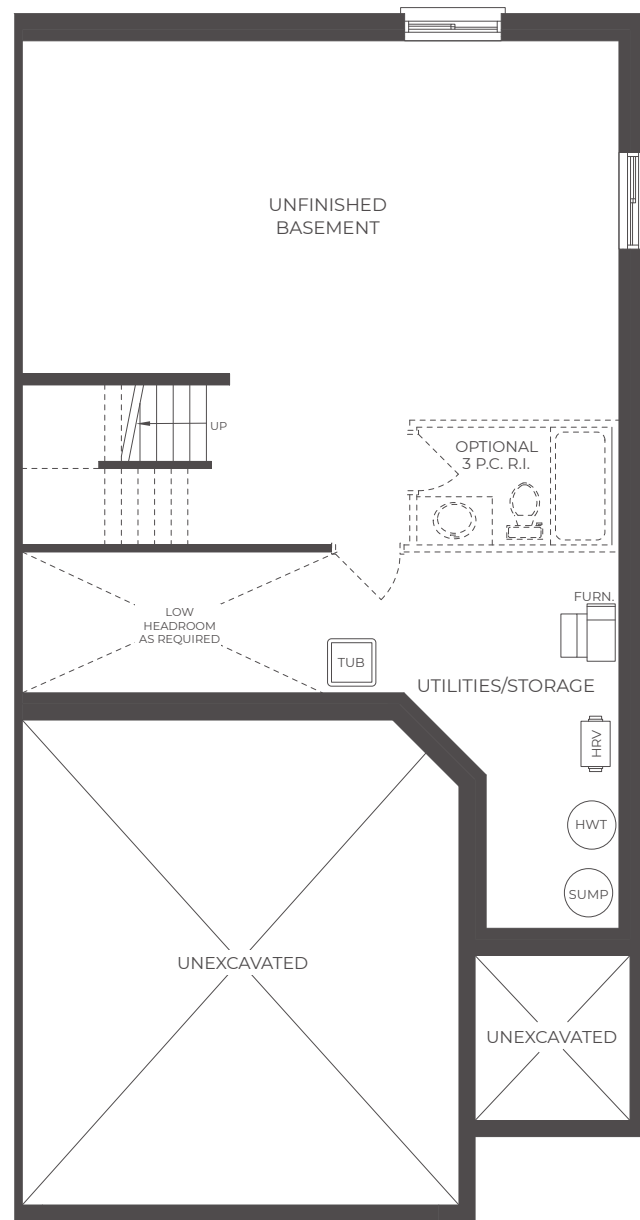 UNFINISHED
BASEMENT
UP
OPTIONAL
3 P.C. R.I.
FURN.
LOW
HEADROOM
AS REQUIRED
TUB
UTILITIES/STORAGE
HRV
HWT
SUMP
UNEXCAVATED
UNEXCAVATED